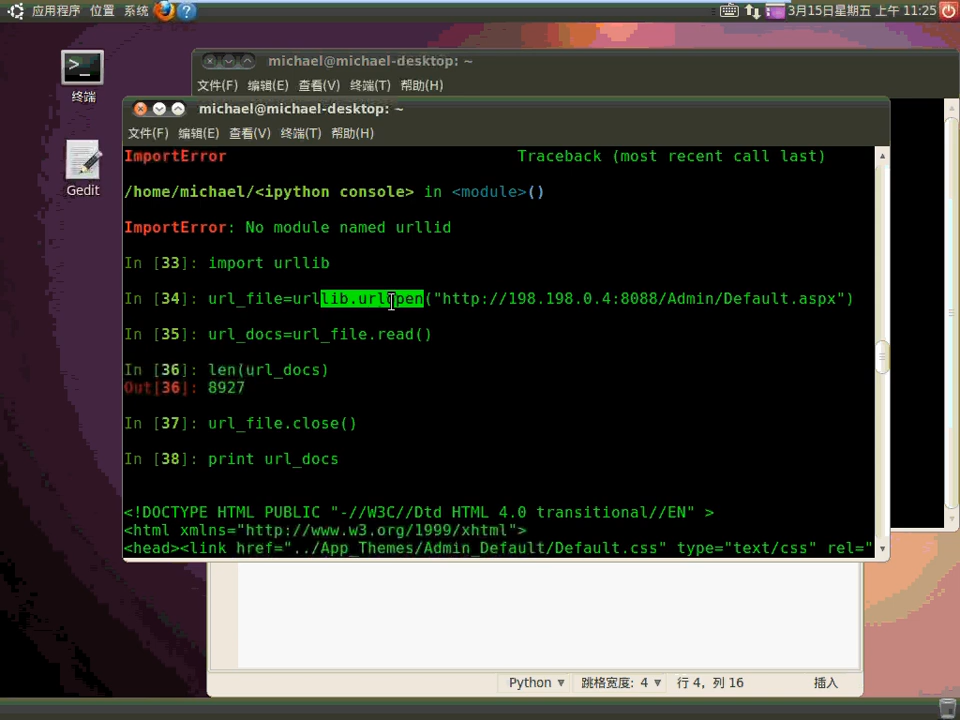 应用程序 位置 系统 3月15日星期五 上午 11:25
终端
Gedit
michael@michael-desktop: ~
文件(F) 编辑(E) 查看(V) 终端(T) 帮助(H)
michael@michael-desktop: ~
文件(F) 编辑(E) 查看(V) 终端(T) 帮助(H)
ImportError Traceback (most recent call last)
/home/michael/<ipython console> in <module>()
ImportError: No module named urllid
In [33]: import urllib
In [34]: url_file=urllib.urlopen("http://198.198.0.4:8088/Admin/Default.aspx")
In [35]: url_docs=url_file.read()
In [36]: len(url_docs)
Out[36]: 8927
In [37]: url_file.close()
In [38]: print url_docs
<!DOCTYPE HTML PUBLIC "-//W3C//Dtd HTML 4.0 transitional//EN" >
<html xmlns="http://www.w3.org/1999/xhtml">
<head><link href="../App_Themes/Admin_Default/Default.css" type="text/css" rel="
Python 跳格宽度: 4 行 4，列 16 插入